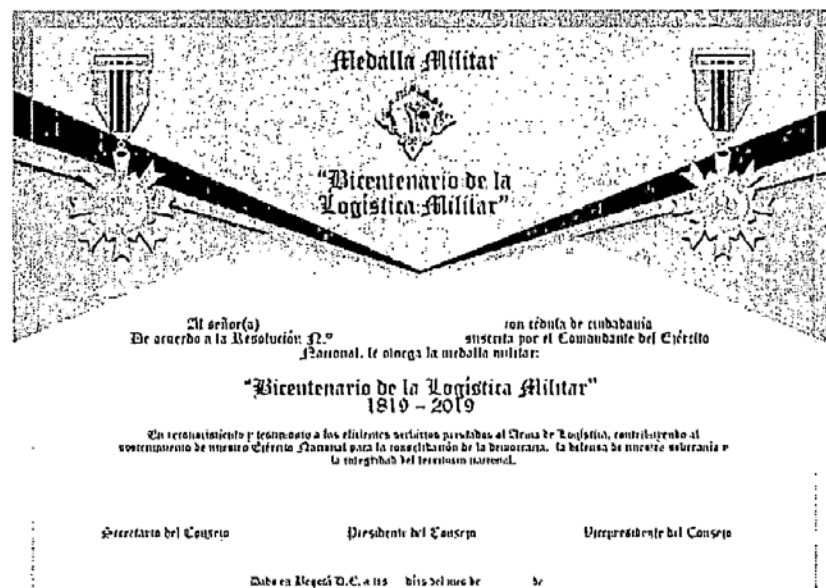 Medalla Militar
"Bicentenario de la
Logística Militar"
Al señor(a) con cédula de ciudadanía
De acuerdo a la Resolución N.º suscrita por el Comandante del Ejército
Nacional, le otorga la medalla militar:
"Bicentenario de la Logística Militar"
1819 – 2019
En reconocimiento y testimonio a los eficientes servicios prestados al Arma de Logística, contribuyendo al
sostenimiento de nuestro Ejército Nacional para la consolidación de la democracia, la defensa de nuestra soberanía y
la integridad del territorio nacional.
Secretario del Consejo Presidente del Consejo Vicepresidente del Consejo
Dado en Bogotá D.C. a los días del mes de de